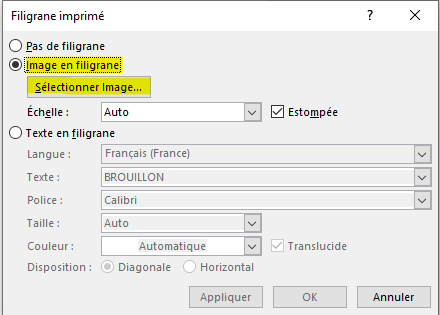 Filigrane imprimé ? ×
Pas de filigrane
Image en filigrane
Sélectionner Image...
Échelle : Auto Estompée
Texte en filigrane
Langue : Français (France)
Texte : BROUILLON
Police : Calibri
Taille : Auto
Couleur : Automatique Translucide
Disposition : Diagonale Horizontal
Appliquer OK Annuler